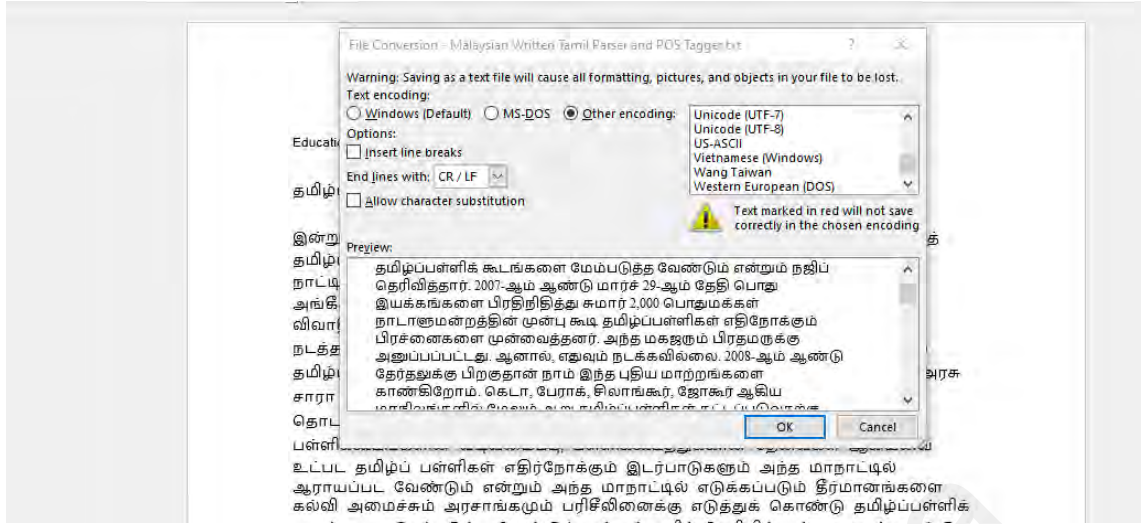 File Conversion - Malaysian Written Tamil Parser and POS Tagger.txt ? X
Warning: Saving as a text file will cause all formatting, pictures, and objects in your file to be lost.
Text encoding:
Windows (Default) MS-DOS Other encoding:
Unicode (UTF-7)
Unicode (UTF-8)
US-ASCII
Vietnamese (Windows)
Wang Taiwan
Western European (DOS)
Options:
Insert line breaks
End lines with: CR / LF
Allow character substitution
Text marked in red will not save
correctly in the chosen encoding
Preview:
தமிழ்ப்பள்ளிக் கூடங்களை மேம்படுத்த வேண்டும் என்றும் நஜிப்
தெரிவித்தார். 2007-ஆம் ஆண்டு மார்ச் 29-ஆம் தேதி பொது
இயக்கங்களை பிரதிநிதித்து சுமார் 2,000 பொதுமக்கள்
நாடாளுமன்றத்தின் முன்பு கூடி தமிழ்ப்பள்ளிகள் எதிநோக்கும்
பிரச்னைகளை முன்வைத்தனர். அந்த மகஜரும் பிரதமருக்கு
அனுப்பப்பட்டது. ஆனால், எதுவும் நடக்கவில்லை. 2008-ஆம் ஆண்டு
தேர்தலுக்கு பிறகுதான் நாம் இந்த புதிய மாற்றங்களை
காண்கிறோம். கெடா, பேராக், சிலாங்கூர், ஜோகூர் ஆகிய
OK Cancel
Educati
தமிழ்
இன்று
தமிழ்
நாட்டி
அங்கீ
விவா
நடத்த
தமிழ் அரசு
சாரா
தொட
பள்ளி
உட்பட தமிழ்ப் பள்ளிகள் எதிர்நோக்கும் இடர்பாடுகளும் அந்த மாநாட்டில்
ஆராயப்பட வேண்டும் என்றும் அந்த மாநாட்டில் எடுக்கப்படும் தீர்மானங்களை
கல்வி அமைச்சும் அரசாங்கமும் பரிசீலினைக்கு எடுத்துக் கொண்டு தமிழ்ப்பள்ளிக்